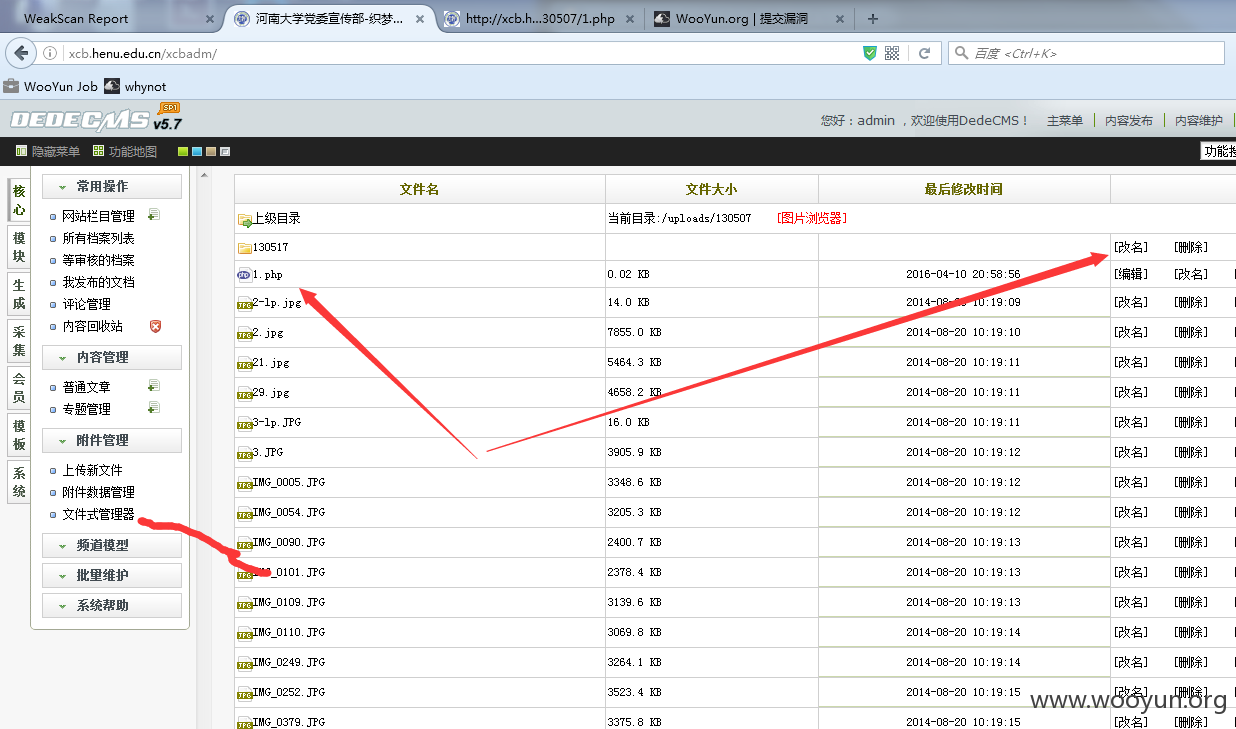 WeakScan Report
河南大学党委宣传部-织梦...
http://xcb.h...30507/1.php
WooYun.org | 提交漏洞
xcb.henu.edu.cn/xcbadm/
百度 <Ctrl+K>
WooYun Job
whynot
DEDECMS v5.7 SP1
您好：admin ，欢迎使用DedeCMS！
主菜单
内容发布
内容维护
隐藏菜单
功能地图
功能搜
核心
模块
生成
采集
会员
模板
系统
常用操作
网站栏目管理
所有档案列表
等审核的档案
我发布的文档
评论管理
内容回收站
内容管理
普通文章
专题管理
附件管理
上传新文件
附件数据管理
文件式管理器
频道模型
批量维护
系统帮助
文件名 文件大小 最后修改时间
上级目录 当前目录:/uploads/130507 [图片浏览器]
130517 [改名] [删除]
1.php 0.02 KB 2016-04-10 20:58:56 [编辑] [改名]
2-lp.jpg 14.0 KB 2014-08-20 10:19:09 [改名] [删除]
2.jpg 7855.0 KB 2014-08-20 10:19:10 [改名] [删除]
21.jpg 5464.3 KB 2014-08-20 10:19:11 [改名] [删除]
29.jpg 4658.2 KB 2014-08-20 10:19:11 [改名] [删除]
3-lp.JPG 16.0 KB 2014-08-20 10:19:11 [改名] [删除]
3.JPG 3905.9 KB 2014-08-20 10:19:12 [改名] [删除]
IMG_0005.JPG 3348.6 KB 2014-08-20 10:19:12 [改名] [删除]
IMG_0054.JPG 3205.3 KB 2014-08-20 10:19:12 [改名] [删除]
IMG_0090.JPG 2400.7 KB 2014-08-20 10:19:13 [改名] [删除]
IMG_0101.JPG 2378.4 KB 2014-08-20 10:19:13 [改名] [删除]
IMG_0109.JPG 3139.6 KB 2014-08-20 10:19:13 [改名] [删除]
IMG_0110.JPG 3069.8 KB 2014-08-20 10:19:14 [改名] [删除]
IMG_0249.JPG 3264.1 KB 2014-08-20 10:19:14 [改名] [删除]
IMG_0252.JPG 3523.4 KB 2014-08-20 10:19:15 [改名] [删除]
IMG_0379.JPG 3375.8 KB 2014-08-20 10:19:15 [改名] [删除]
www.wooyun.org